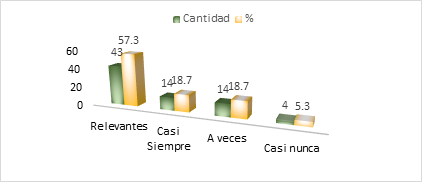 Cantidad %
57.3
43
60
40
20
0
14 18.7
14 18.7
4 5.3
Relevantes
Casi
Siempre
A veces
Casi nunca